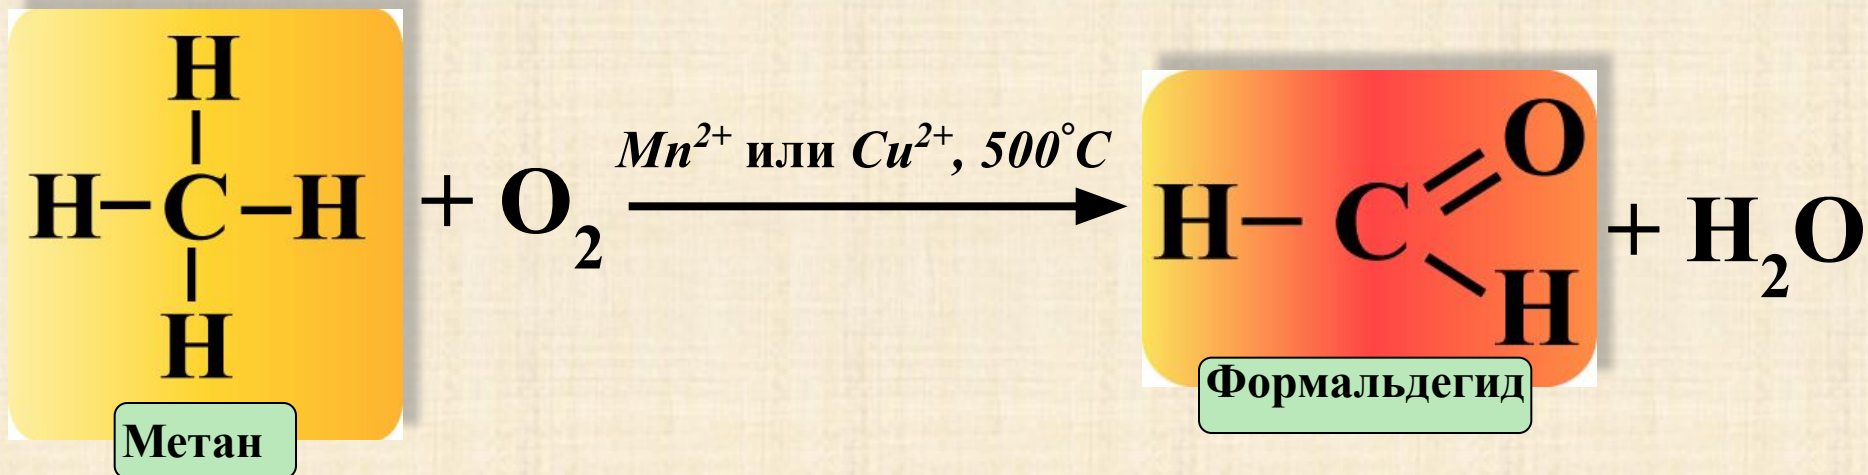 H
H–C–H
H
Метан
+ O₂
Mn²⁺ или Cu²⁺, 500°C
O
H– C
H
Формальдегид
+ H₂O